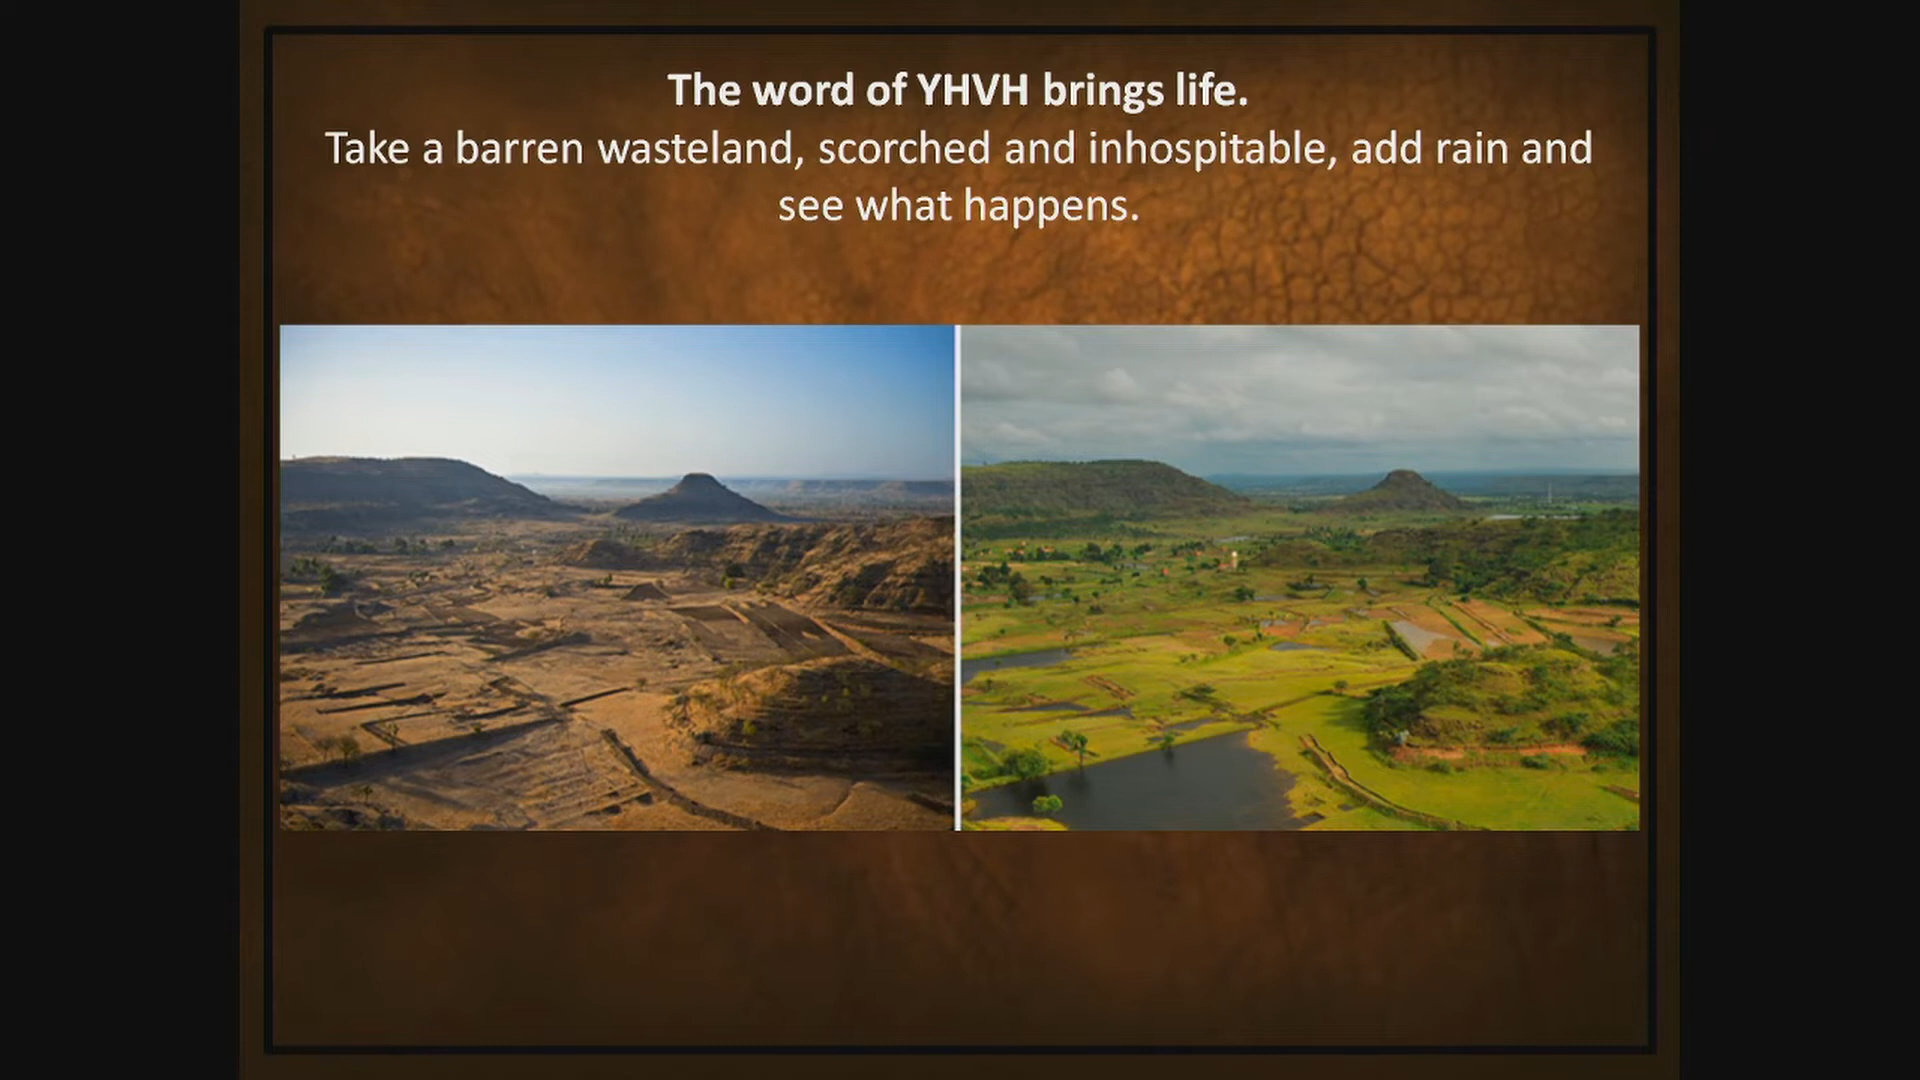 The word of YHVH brings life.
Take a barren wasteland, scorched and inhospitable, add rain and
see what happens.